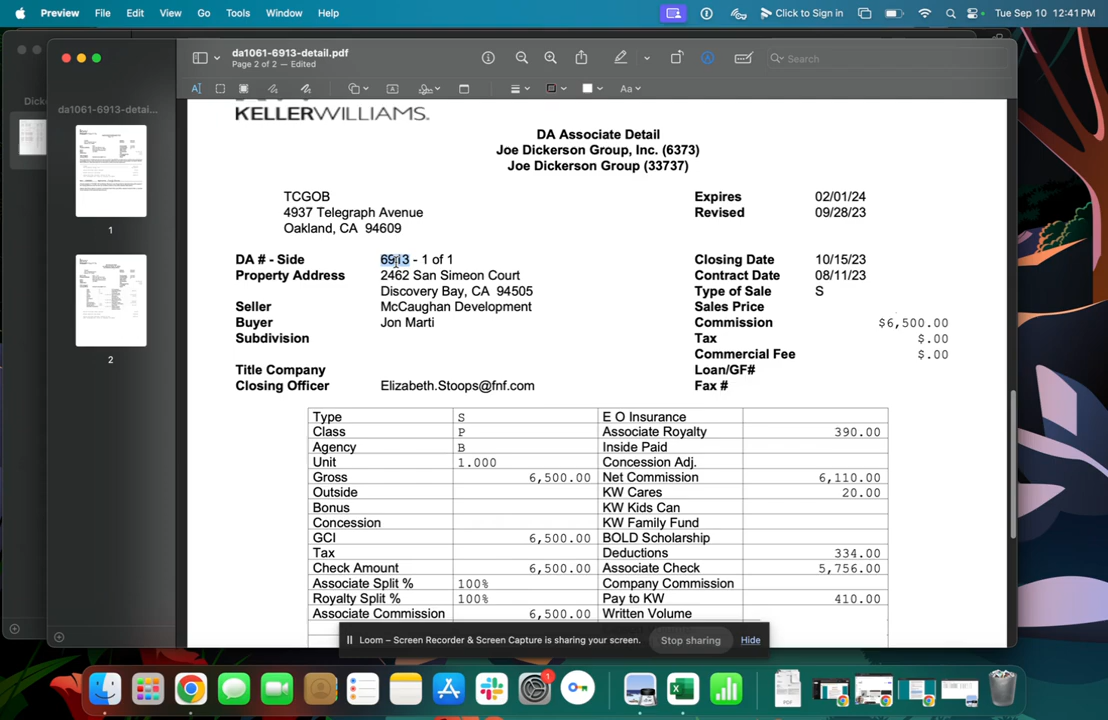 Preview File Edit View Go Tools Window Help
Click to Sign in
Tue Sep 10 12:41 PM
da1061-6913-detail.pdf
Page 2 of 2 — Edited
Search
Aa
Dick
da1061-6913-detai...
1
2
KELLERWILLIAMS.
DA Associate Detail
Joe Dickerson Group, Inc. (6373)
Joe Dickerson Group (33737)
TCGOB
4937 Telegraph Avenue
Oakland, CA 94609
Expires 02/01/24
Revised 09/28/23
DA # - Side 6913 - 1 of 1
Property Address 2462 San Simeon Court
Discovery Bay, CA 94505
Seller McCaughan Development
Buyer Jon Marti
Subdivision
Title Company
Closing Officer Elizabeth.Stoops@fnf.com
Closing Date 10/15/23
Contract Date 08/11/23
Type of Sale S
Sales Price
Commission $6,500.00
Tax $.00
Commercial Fee $.00
Loan/GF#
Fax #
Type S E O Insurance
Class P Associate Royalty 390.00
Agency B Inside Paid
Unit 1.000 Concession Adj.
Gross 6,500.00 Net Commission 6,110.00
Outside KW Cares 20.00
Bonus KW Kids Can
Concession KW Family Fund
GCI 6,500.00 BOLD Scholarship
Tax Deductions 334.00
Check Amount 6,500.00 Associate Check 5,756.00
Associate Split % 100% Company Commission
Royalty Split % 100% Pay to KW 410.00
Associate Commission 6,500.00 Written Volume
Loom – Screen Recorder & Screen Capture is sharing your screen. Stop sharing Hide
1
PDF